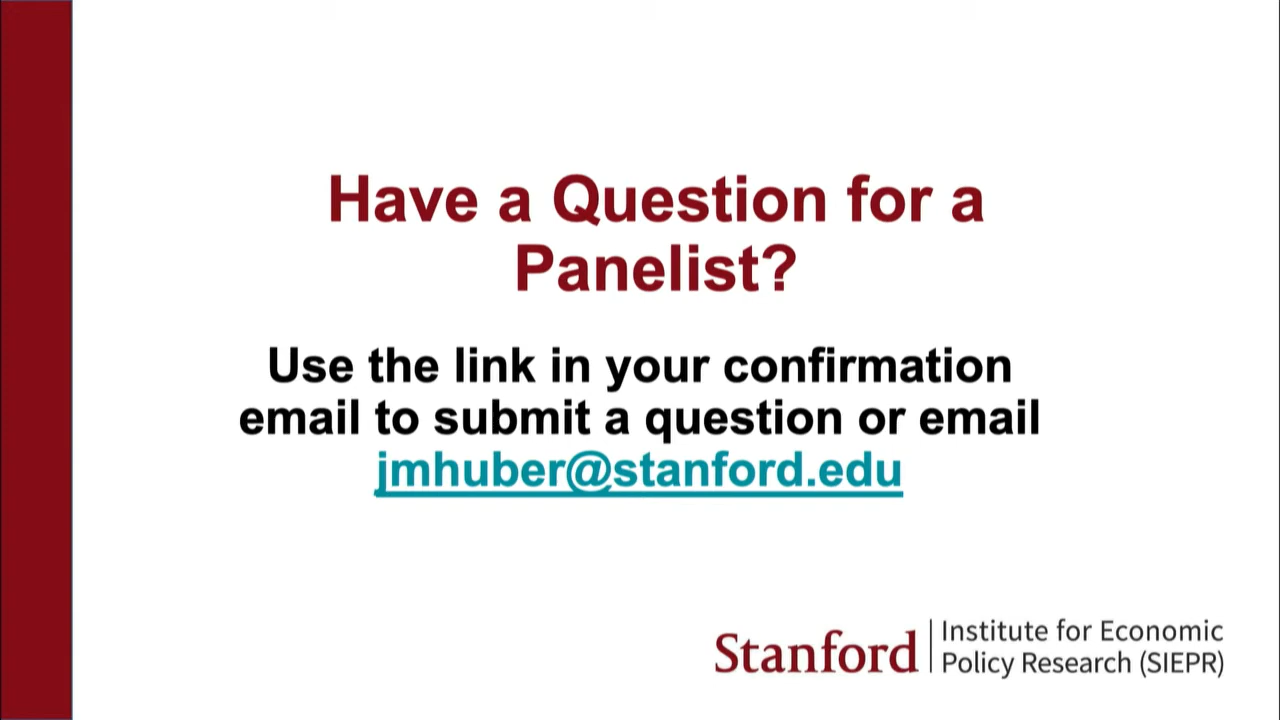 Have a Question for a
Panelist?
Use the link in your confirmation
email to submit a question or email
jmhuber@stanford.edu
Stanford
Institute for Economic
Policy Research (SIEPR)